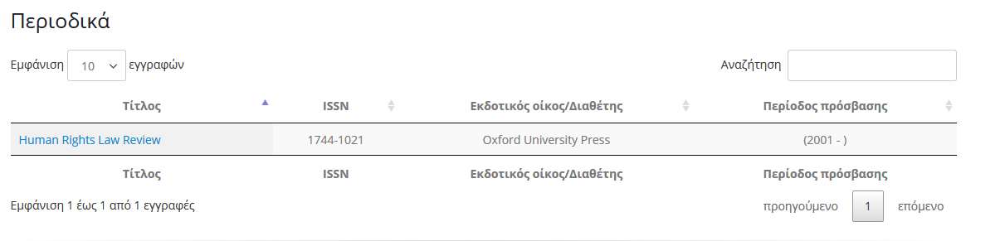 Περιοδικά
Εμφάνιση 10 εγγραφών Αναζήτηση
Τίτλος ISSN Εκδοτικός οίκος/Διαθέτης Περίοδος πρόσβασης
Human Rights Law Review 1744-1021 Oxford University Press (2001 - )
Τίτλος ISSN Εκδοτικός οίκος/Διαθέτης Περίοδος πρόσβασης
Εμφάνιση 1 έως 1 από 1 εγγραφές προηγούμενο 1 επόμενο